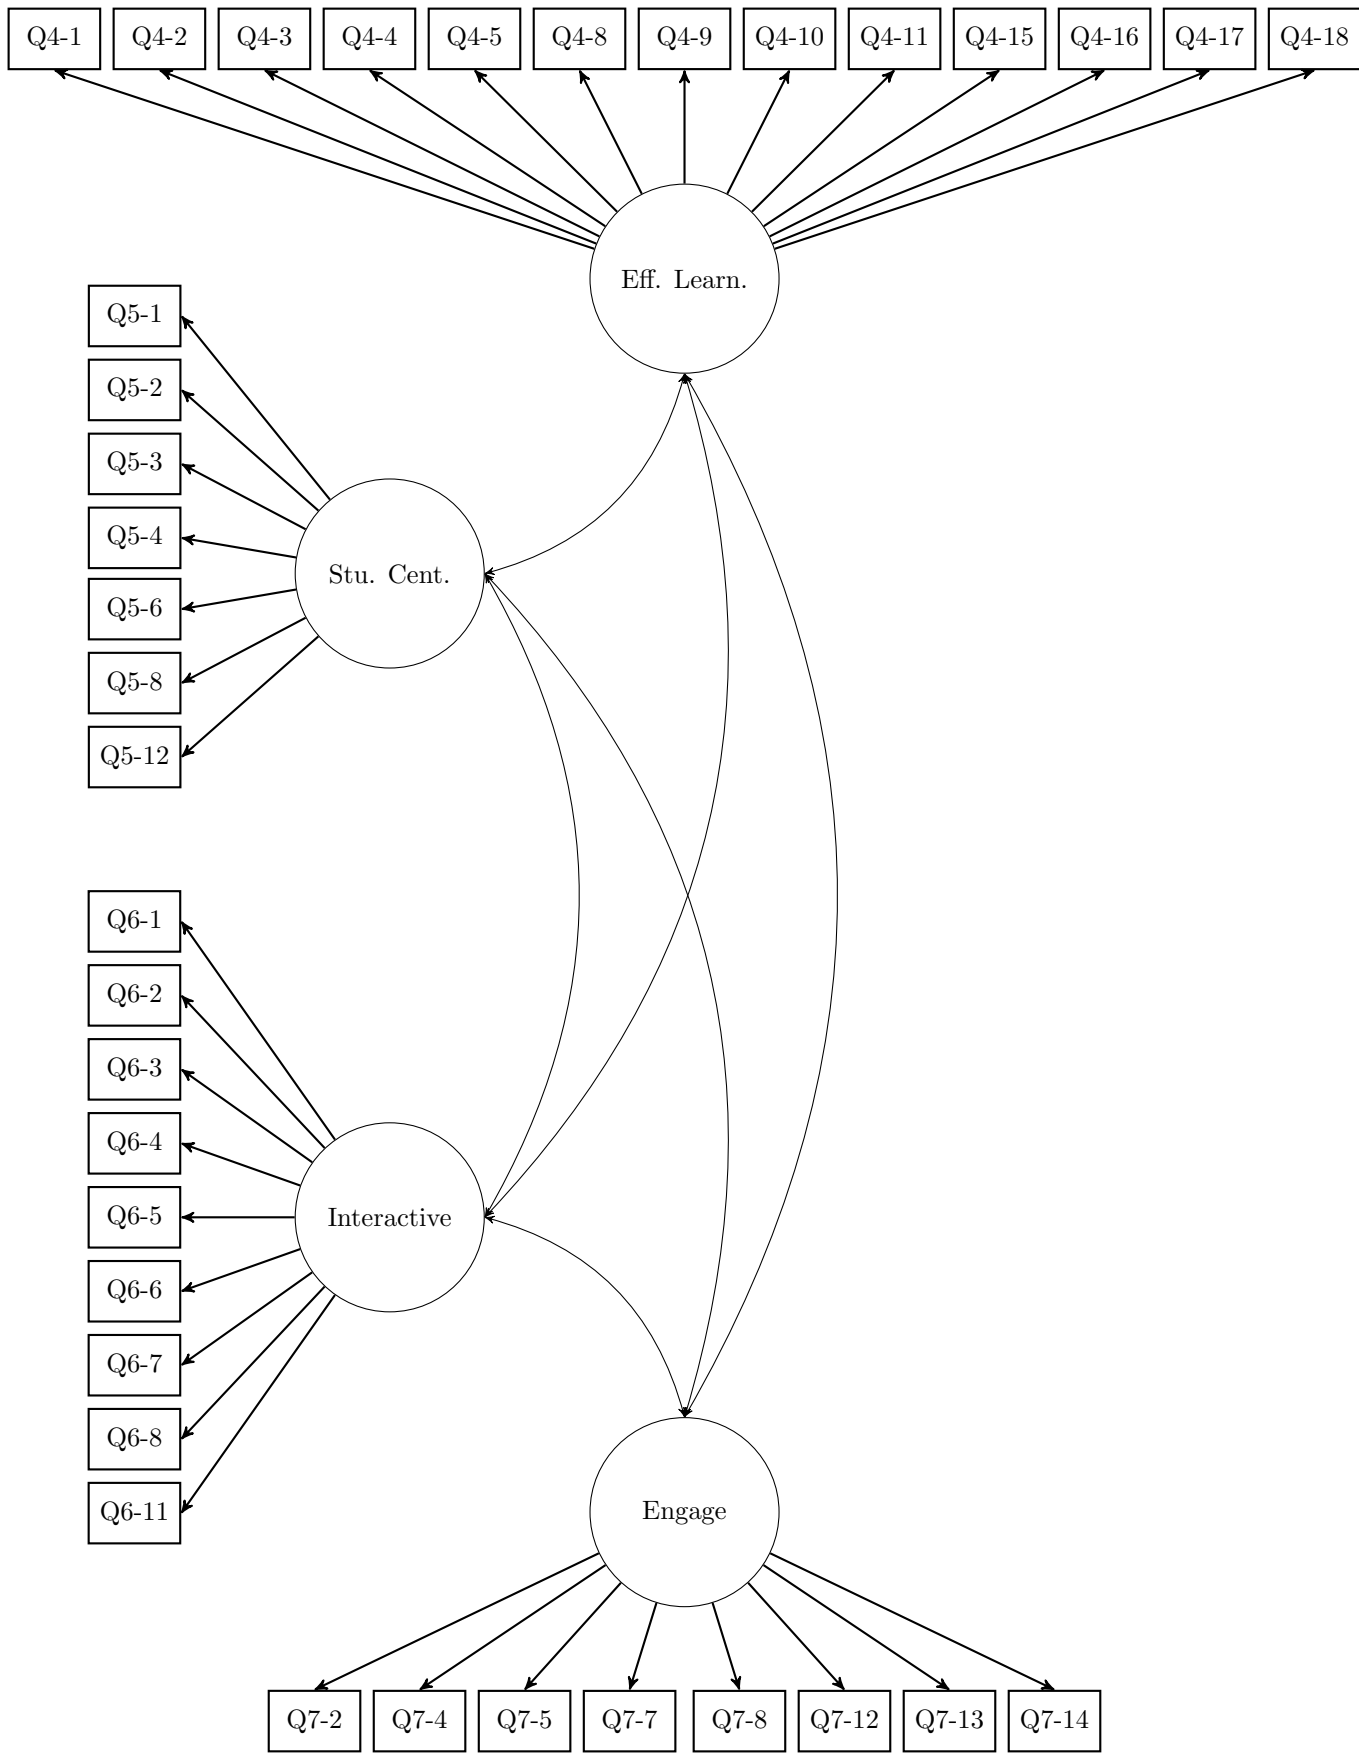 Q4-1 Q4-2 Q4-3 Q4-4 Q4-5 Q4-8 Q4-9 Q4-10 Q4-11 Q4-15 Q4-16 Q4-17 Q4-18
Eff. Learn.
Q5-1
Q5-2
Q5-3
Q5-4
Q5-6
Q5-8
Q5-12
Stu. Cent.
Q6-1
Q6-2
Q6-3
Q6-4
Q6-5
Q6-6
Q6-7
Q6-8
Q6-11
Interactive
Engage
Q7-2 Q7-4 Q7-5 Q7-7 Q7-8 Q7-12 Q7-13 Q7-14